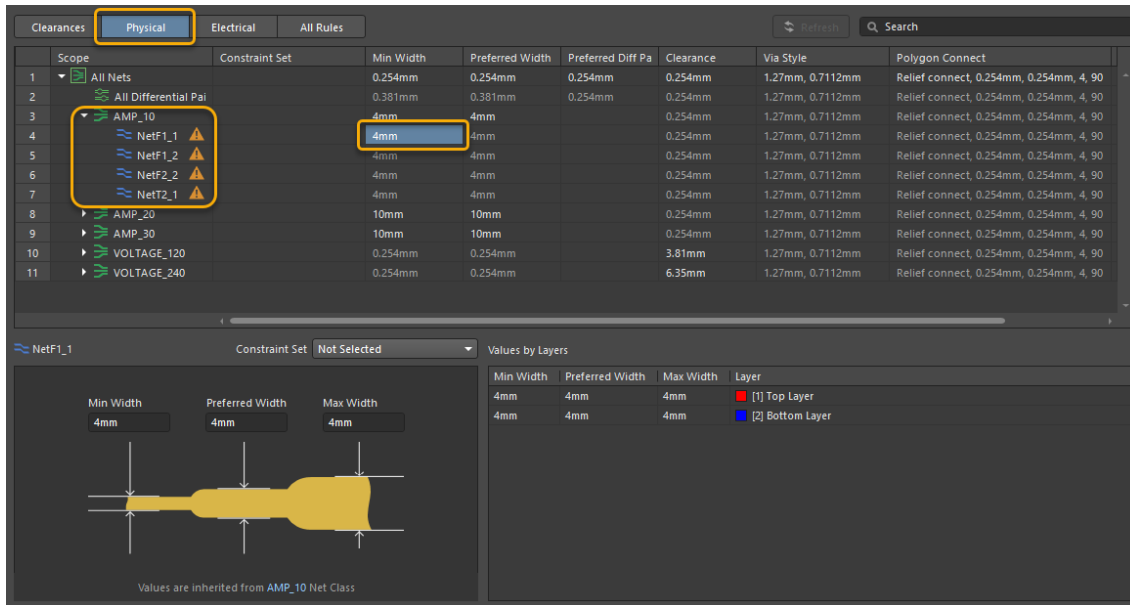 Clearances Physical Electrical All Rules Refresh Search
Scope Constraint Set Min Width Preferred Width Preferred Diff Pa Clearance Via Style Polygon Connect
1 All Nets 0.254mm 0.254mm 0.254mm 0.254mm 1.27mm, 0.7112mm Relief connect, 0.254mm, 0.254mm, 4, 90
2 All Differential Pai 0.381mm 0.381mm 0.254mm 0.254mm 1.27mm, 0.7112mm Relief connect, 0.254mm, 0.254mm, 4, 90
3 AMP_10 4mm 4mm 0.254mm 1.27mm, 0.7112mm Relief connect, 0.254mm, 0.254mm, 4, 90
4 NetF1_1 4mm 4mm 0.254mm 1.27mm, 0.7112mm Relief connect, 0.254mm, 0.254mm, 4, 90
5 NetF1_2 4mm 4mm 0.254mm 1.27mm, 0.7112mm Relief connect, 0.254mm, 0.254mm, 4, 90
6 NetF2_2 4mm 4mm 0.254mm 1.27mm, 0.7112mm Relief connect, 0.254mm, 0.254mm, 4, 90
7 NetT2_1 4mm 4mm 0.254mm 1.27mm, 0.7112mm Relief connect, 0.254mm, 0.254mm, 4, 90
8 AMP_20 10mm 10mm 0.254mm 1.27mm, 0.7112mm Relief connect, 0.254mm, 0.254mm, 4, 90
9 AMP_30 10mm 10mm 0.254mm 1.27mm, 0.7112mm Relief connect, 0.254mm, 0.254mm, 4, 90
10 VOLTAGE_120 0.254mm 0.254mm 3.81mm 1.27mm, 0.7112mm Relief connect, 0.254mm, 0.254mm, 4, 90
11 VOLTAGE_240 0.254mm 0.254mm 6.35mm 1.27mm, 0.7112mm Relief connect, 0.254mm, 0.254mm, 4, 90
NetF1_1 Constraint Set Not Selected
Min Width Preferred Width Max Width
4mm 4mm 4mm
Values are inherited from AMP_10 Net Class
Values by Layers
Min Width Preferred Width Max Width Layer
4mm 4mm 4mm [1] Top Layer
4mm 4mm 4mm [2] Bottom Layer